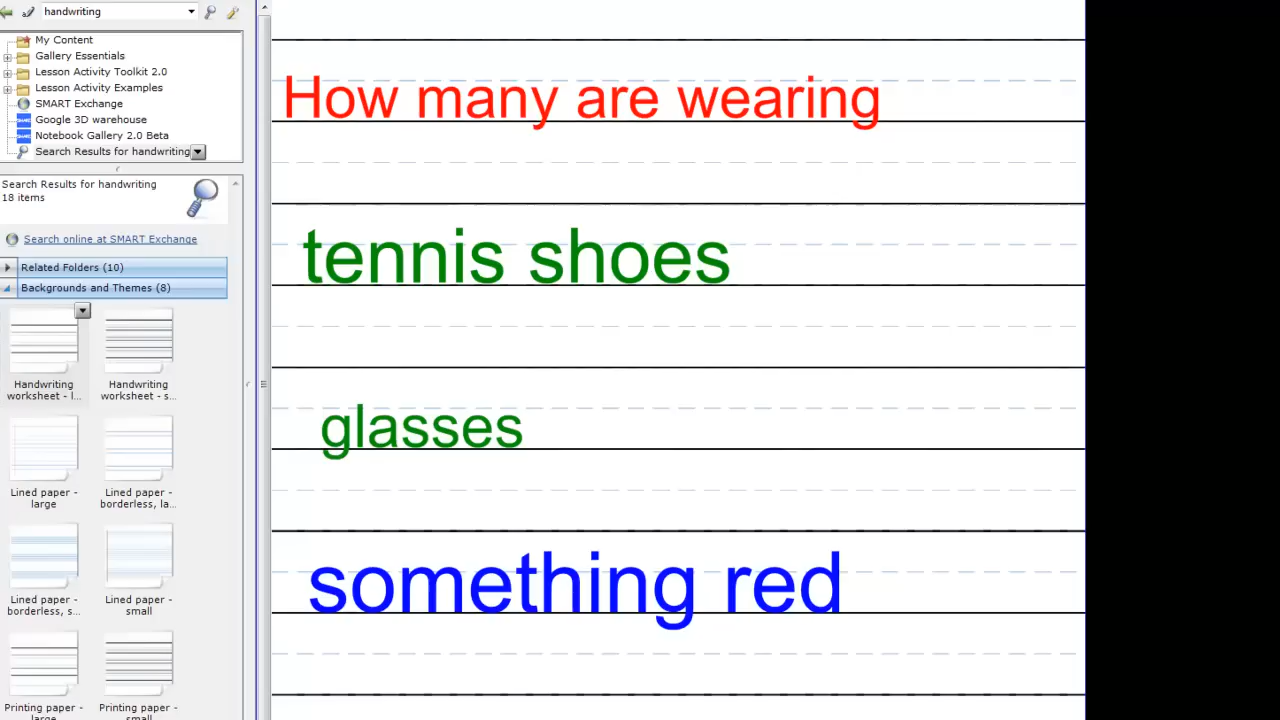 handwriting
My Content
Gallery Essentials
Lesson Activity Toolkit 2.0
Lesson Activity Examples
SMART Exchange
Google 3D warehouse
Notebook Gallery 2.0 Beta
Search Results for handwriting
Search Results for handwriting
18 items
Search online at SMART Exchange
Related Folders (10)
Backgrounds and Themes (8)
Handwriting
worksheet - l...
Handwriting
worksheet - s...
Lined paper -
large
Lined paper -
borderless, la...
Lined paper -
borderless, s...
Lined paper -
small
Printing paper -
large
Printing paper -
small
How many are wearing
tennis shoes
glasses
something red